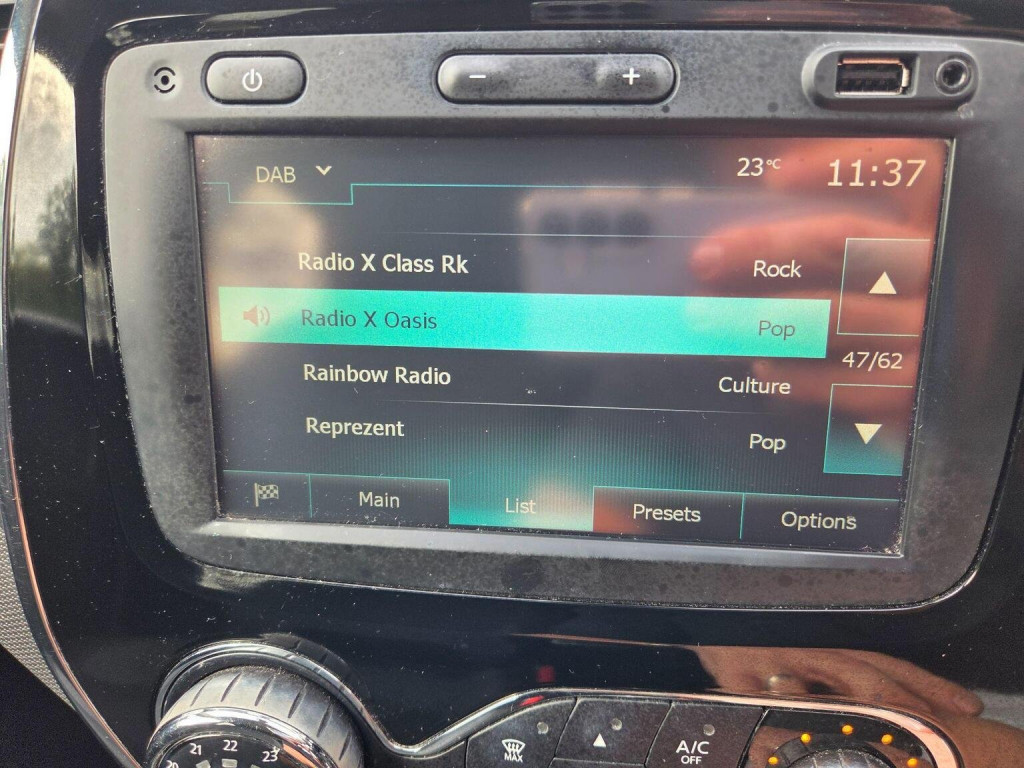 − +
DAB 23°C 11:37
Radio X Class Rk Rock
Radio X Oasis Pop
47/62
Rainbow Radio Culture
Reprezent Pop
Main List Presets Options
20 21 22 23
MAX
A/C
OFF